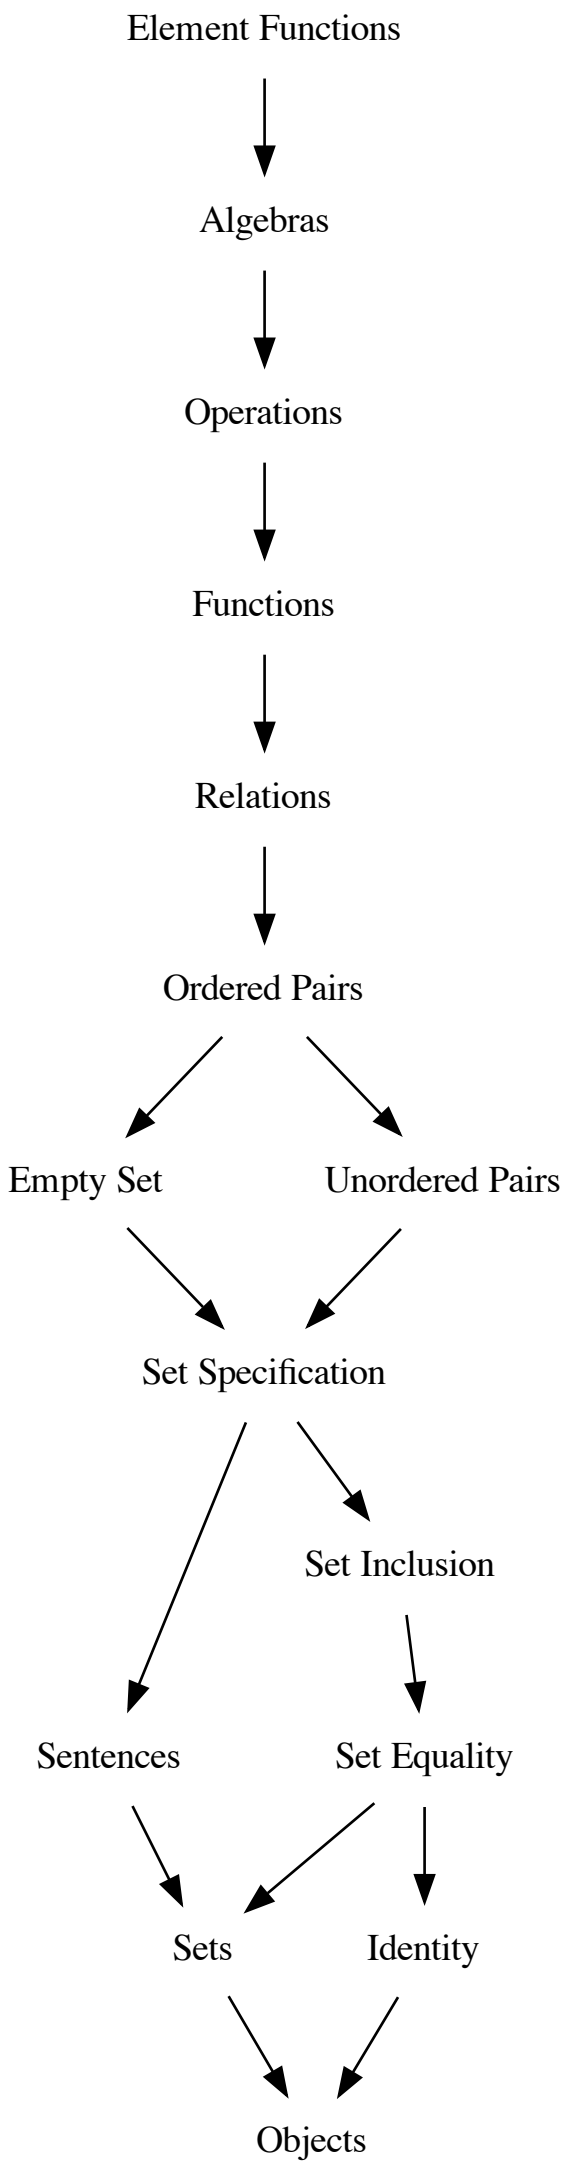 Element Functions
Algebras
Operations
Functions
Relations
Ordered Pairs
Empty Set
Unordered Pairs
Set Specification
Set Inclusion
Sentences
Set Equality
Sets
Identity
Objects